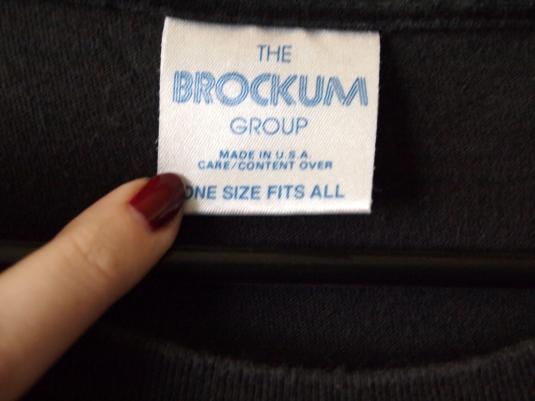 THE
BROCKUM
GROUP
MADE IN U.S.A.
CARE/CONTENT OVER
ONE SIZE FITS ALL